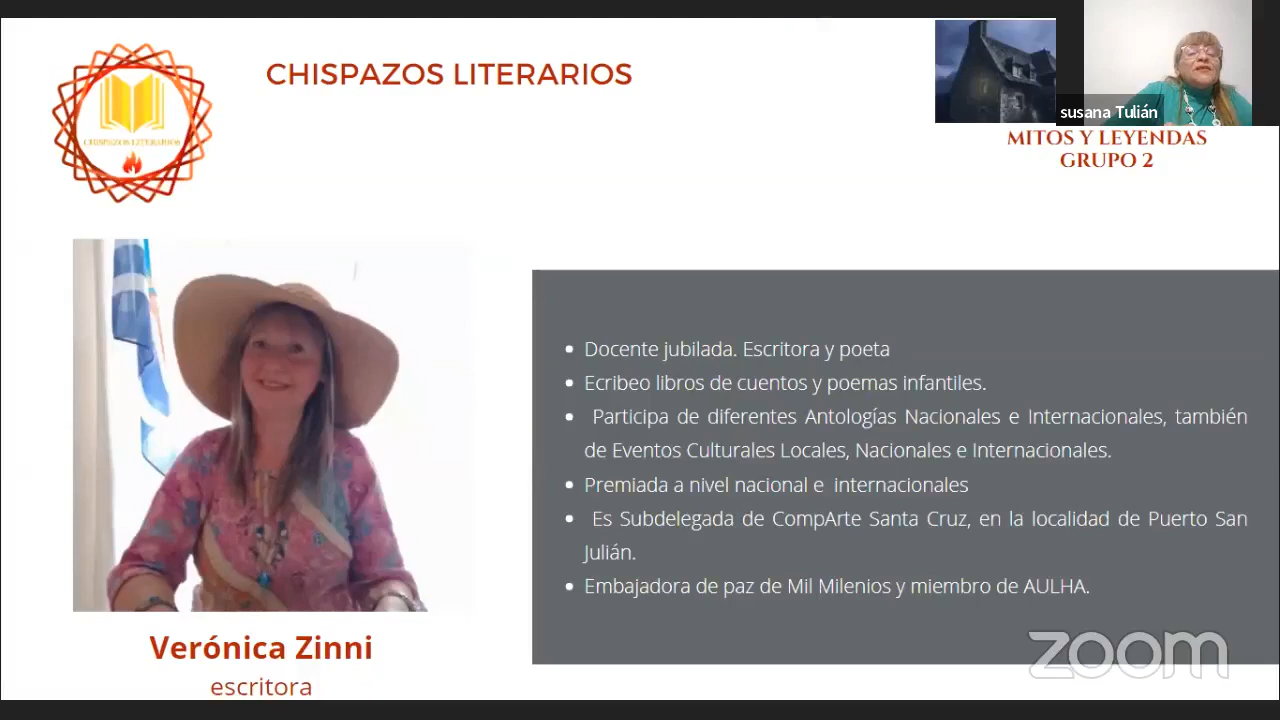 CHISPAZOS LITERARIOS
CHISPAZOS LITERARIOS
susana Tulián
MITOS Y LEYENDAS
GRUPO 2
• Docente jubilada. Escritora y poeta
• Ecribeo libros de cuentos y poemas infantiles.
• Participa de diferentes Antologías Nacionales e Internacionales, también
de Eventos Culturales Locales, Nacionales e Internacionales.
• Premiada a nivel nacional e internacionales
• Es Subdelegada de CompArte Santa Cruz, en la localidad de Puerto San
Julián.
• Embajadora de paz de Mil Milenios y miembro de AULHA.
Verónica Zinni
escritora
zoom